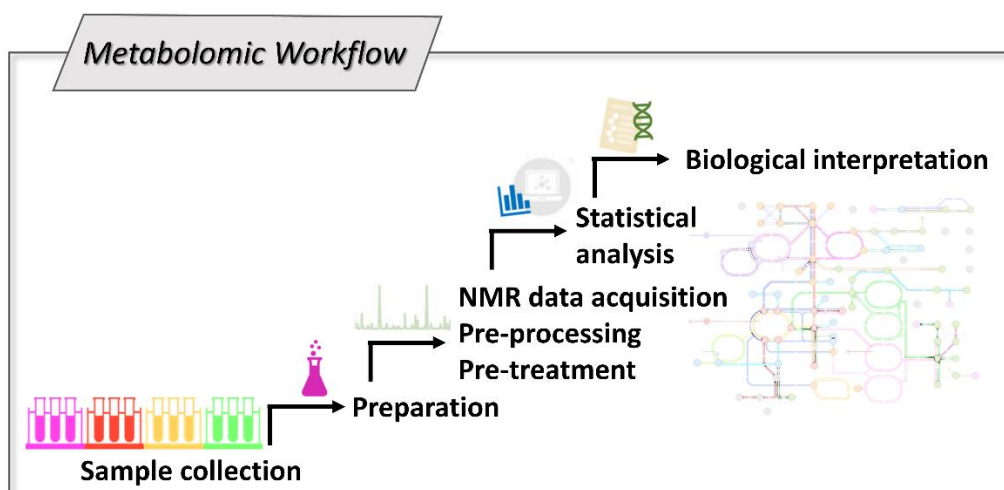 Metabolomic Workflow
Biological interpretation
Statistical
analysis
NMR data acquisition
Pre-processing
Pre-treatment
Preparation
Sample collection